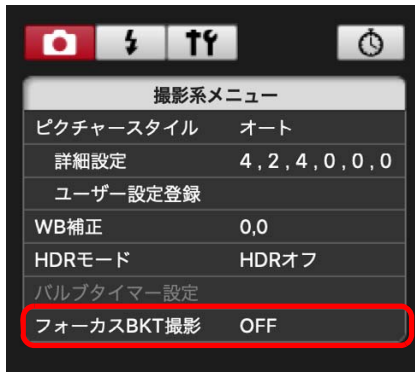 撮影系メニュー
ピクチャースタイル オート
詳細設定 4,2,4,0,0,0
ユーザー設定登録
WB補正 0,0
HDRモード HDRオフ
バルブタイマー設定
フォーカスBKT撮影 OFF